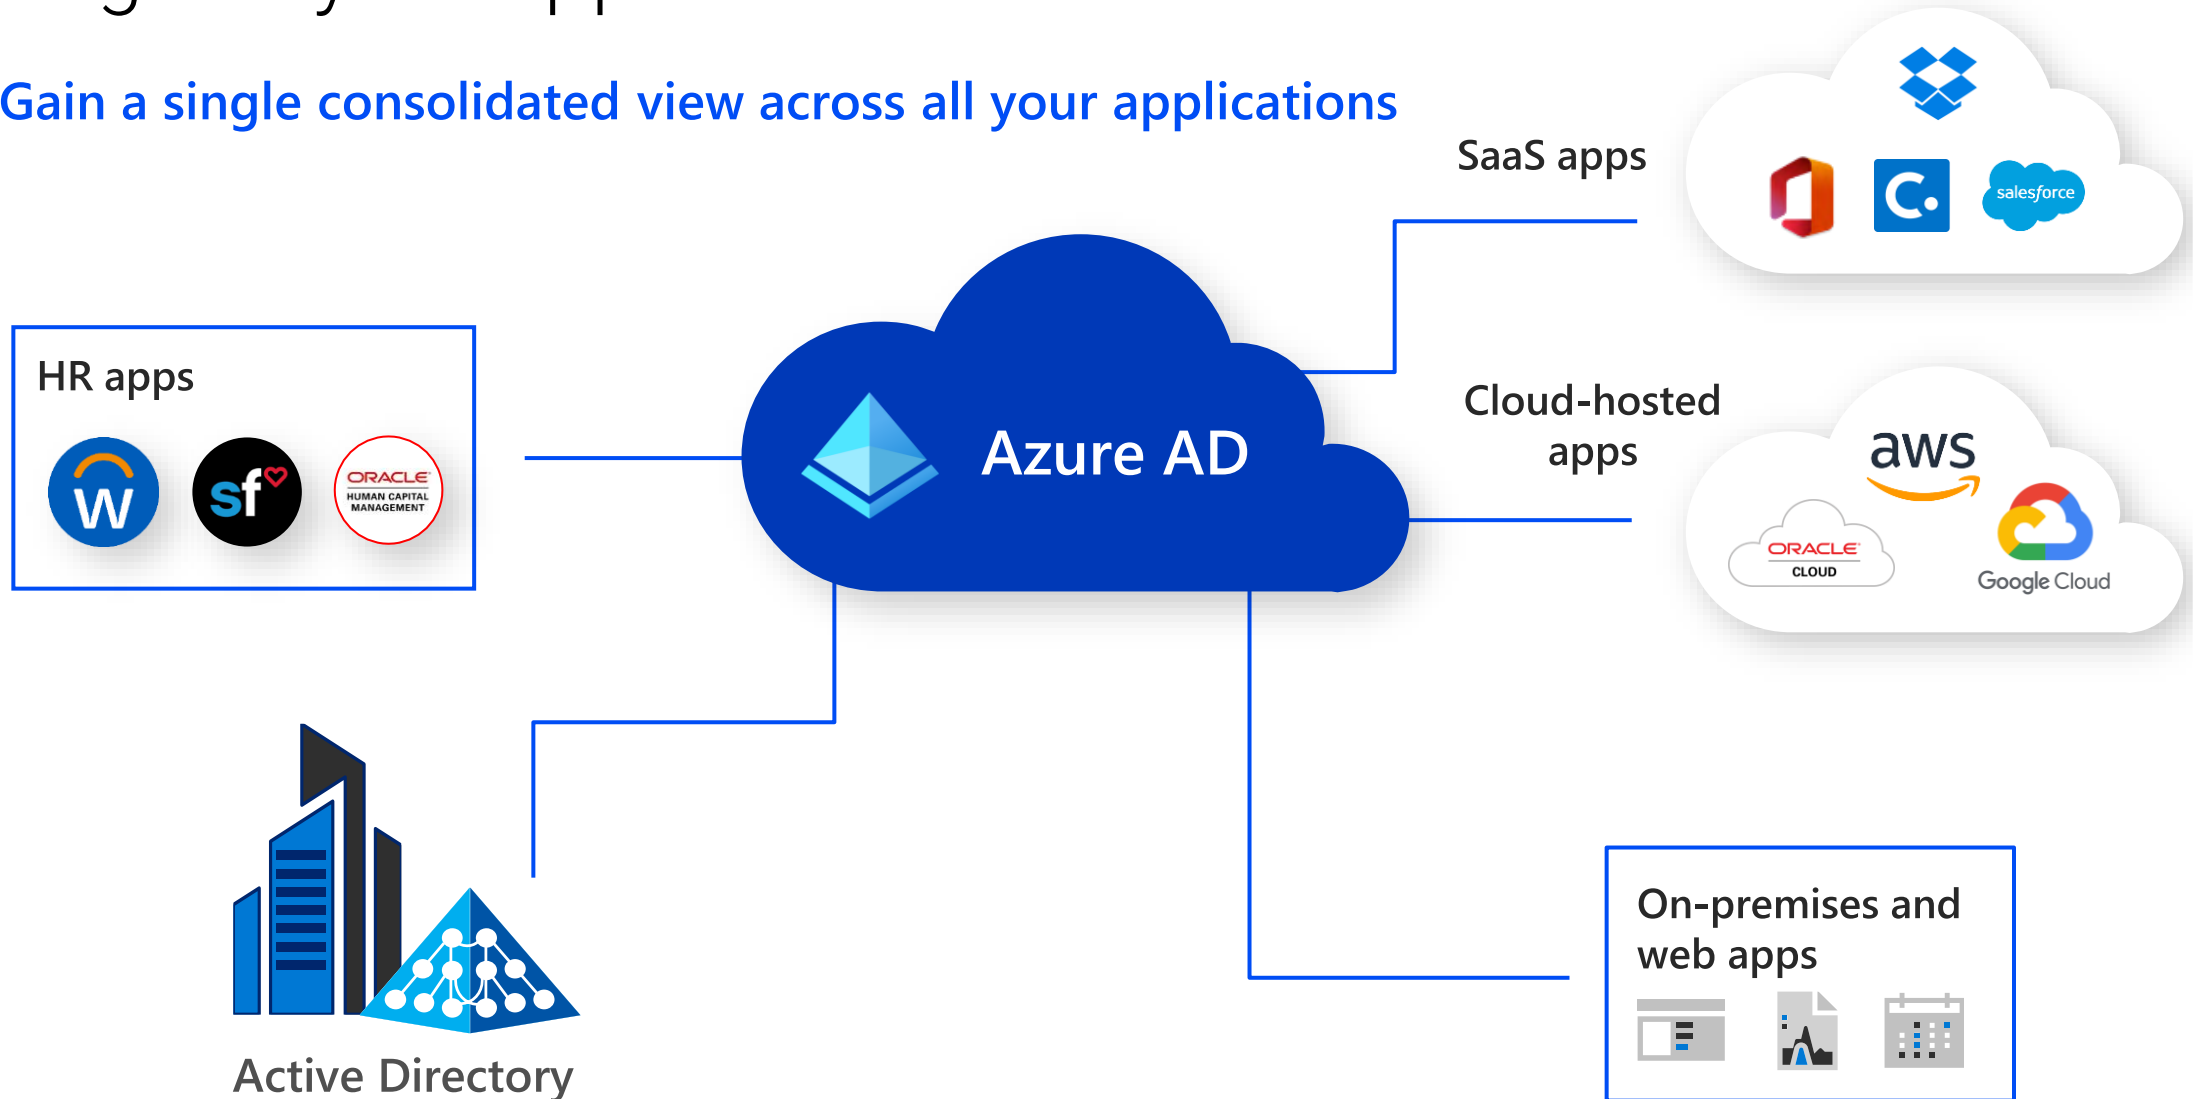 Gain a single consolidated view across all your applications
SaaS apps
salesforce
HR apps
W
sf
ORACLE
HUMAN CAPITAL
MANAGEMENT
Azure AD
Cloud-hosted
apps
aws
ORACLE
CLOUD
Google Cloud
On-premises and
web apps
Active Directory